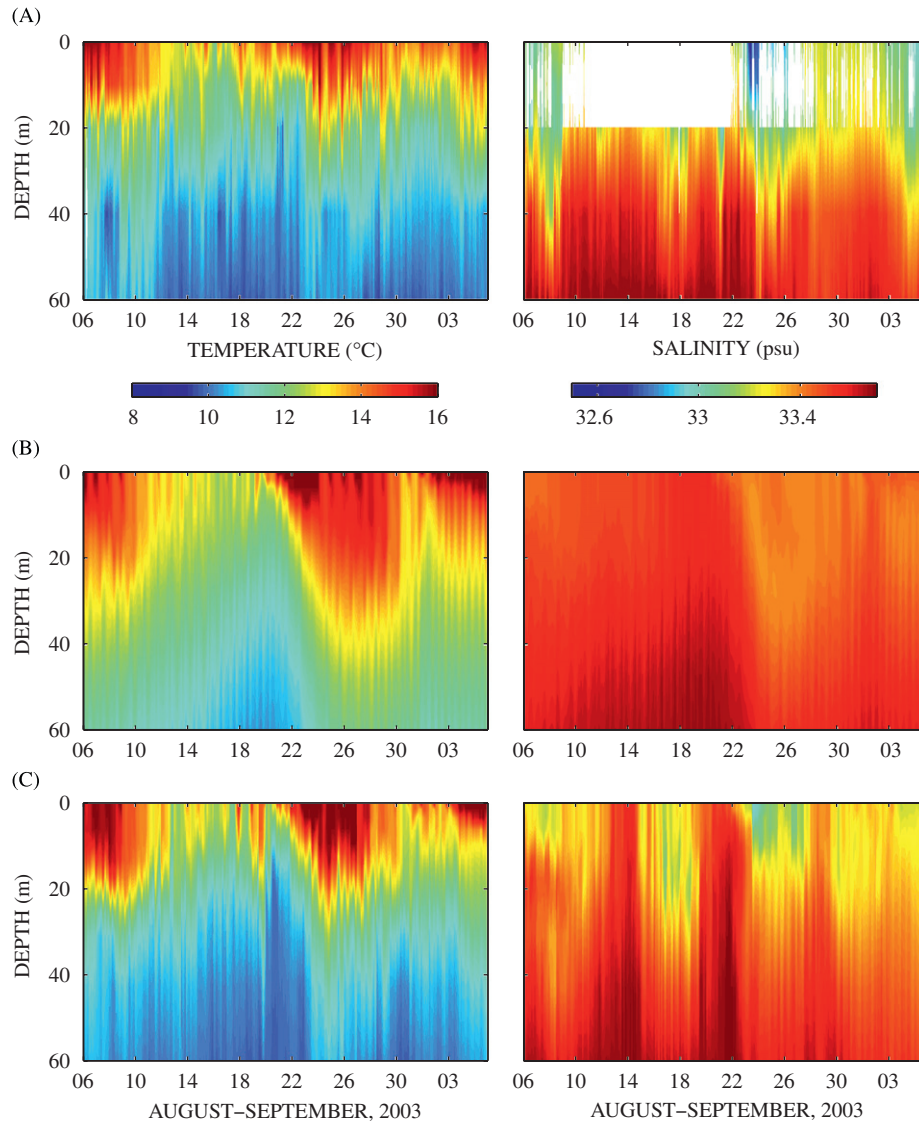 (A)
0
20
40
60
DEPTH (m)
06 10 14 18 22 26 30 03
06 10 14 18 22 26 30 03
TEMPERATURE (°C)
SALINITY (psu)
8 10 12 14 16
32.6 33 33.4
(B)
0
20
40
60
DEPTH (m)
06 10 14 18 22 26 30 03
06 10 14 18 22 26 30 03
(C)
0
20
40
60
DEPTH (m)
06 10 14 18 22 26 30 03
06 10 14 18 22 26 30 03
AUGUST−SEPTEMBER, 2003
AUGUST−SEPTEMBER, 2003